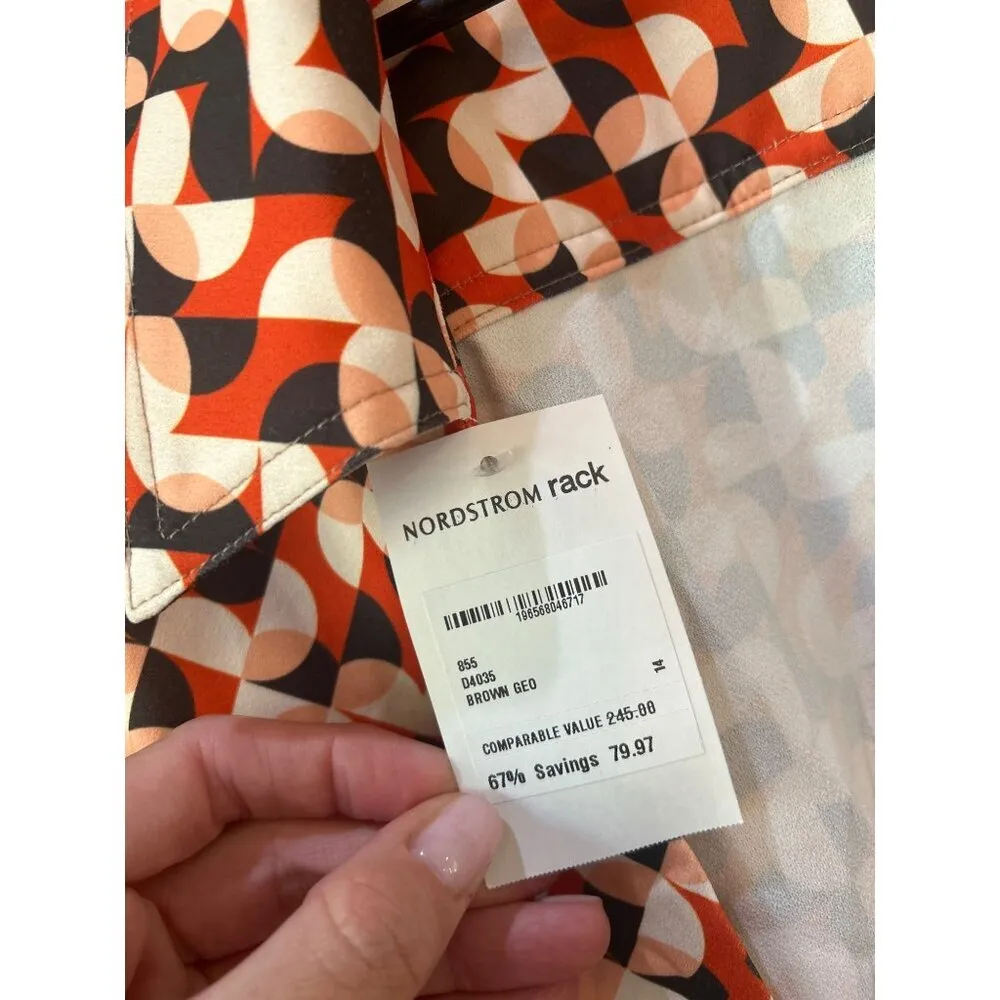 NORDSTROM rack
196568046717
855
D4035
BROWN GEO
14
COMPARABLE VALUE 245.00
67% Savings 79.97